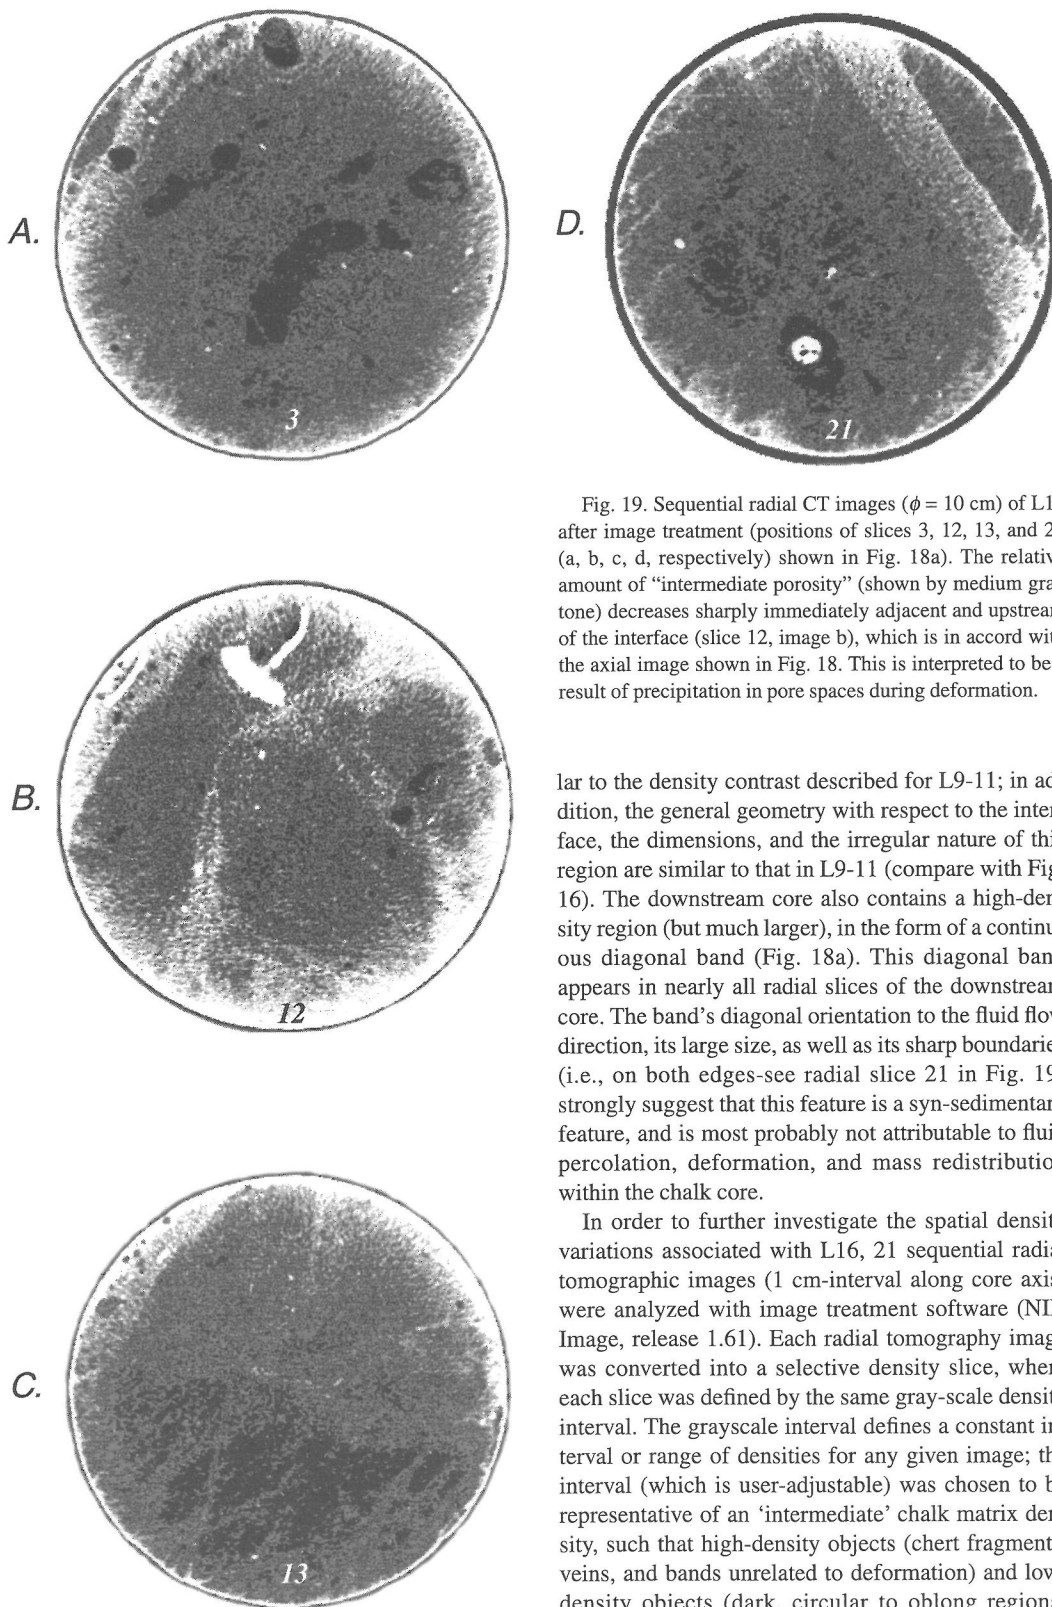 A.
3
B.
12
C.
13
D.
21
Fig. 19. Sequential radial CT images (ϕ = 10 cm) of L1
after image treatment (positions of slices 3, 12, 13, and 2
(a, b, c, d, respectively) shown in Fig. 18a). The relativ
amount of “intermediate porosity” (shown by medium gra
tone) decreases sharply immediately adjacent and upstrean
of the interface (slice 12, image b), which is in accord wit
the axial image shown in Fig. 18. This is interpreted to be
result of precipitation in pore spaces during deformation.
lar to the density contrast described for L9-11; in ad
dition, the general geometry with respect to the inter
face, the dimensions, and the irregular nature of thi
region are similar to that in L9-11 (compare with Fig
16). The downstream core also contains a high-den
sity region (but much larger), in the form of a continu
ous diagonal band (Fig. 18a). This diagonal ban
appears in nearly all radial slices of the downstrean
core. The band’s diagonal orientation to the fluid flov
direction, its large size, as well as its sharp boundarie
(i.e., on both edges-see radial slice 21 in Fig. 19
strongly suggest that this feature is a syn-sedimentar
feature, and is most probably not attributable to flui
percolation, deformation, and mass redistributio
within the chalk core.
In order to further investigate the spatial densit
variations associated with L16, 21 sequential radia
tomographic images (1 cm-interval along core axis
were analyzed with image treatment software (NI
Image, release 1.61). Each radial tomography imag
was converted into a selective density slice, wher
each slice was defined by the same gray-scale densit
interval. The grayscale interval defines a constant in
terval or range of densities for any given image; th
interval (which is user-adjustable) was chosen to b
representative of an ‘intermediate’ chalk matrix den
sity, such that high-density objects (chert fragment
veins, and bands unrelated to deformation) and low
density objects (dark, circular to oblong region